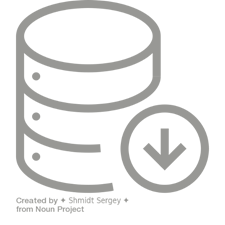 Created by ✦ Shmidt Sergey ✦
from Noun Project